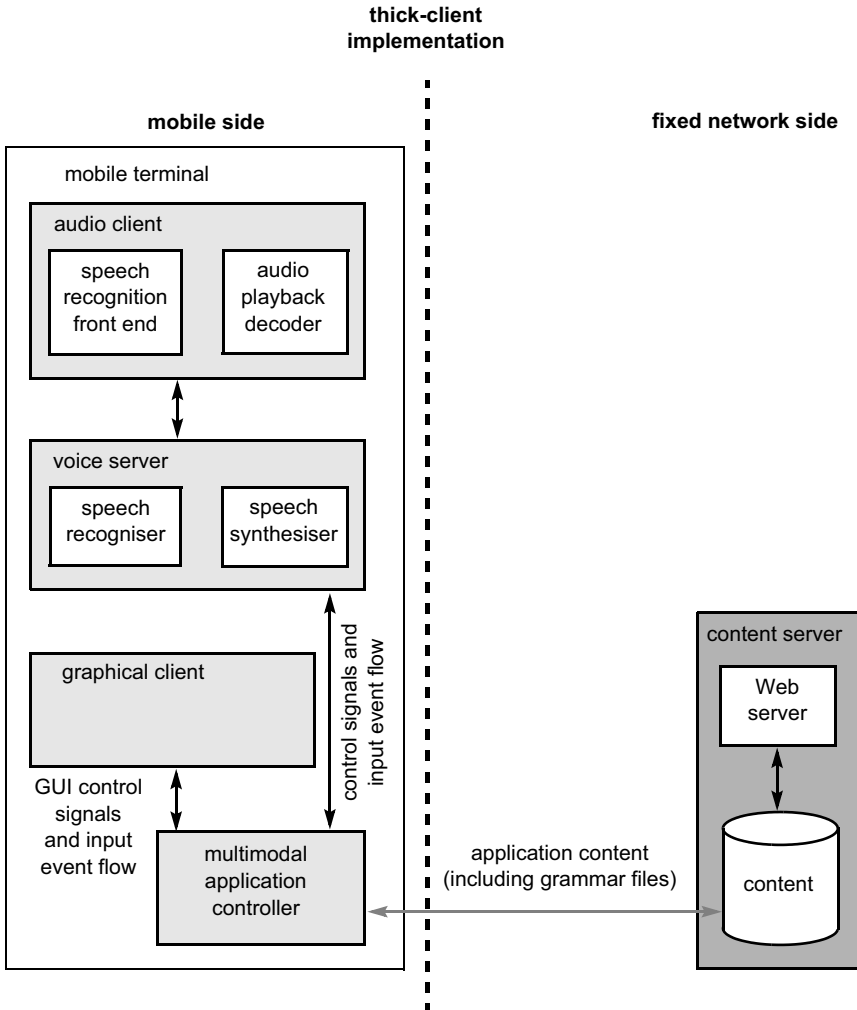 thick-client
implementation
mobile side
fixed network side
mobile terminal
audio client
speech
recognition
front end
audio
playback
decoder
voice server
speech
recogniser
speech
synthesiser
graphical client
control signals and
input event flow
GUI control
signals
and input
event flow
multimodal
application
controller
application content
(including grammar files)
content server
Web
server
content